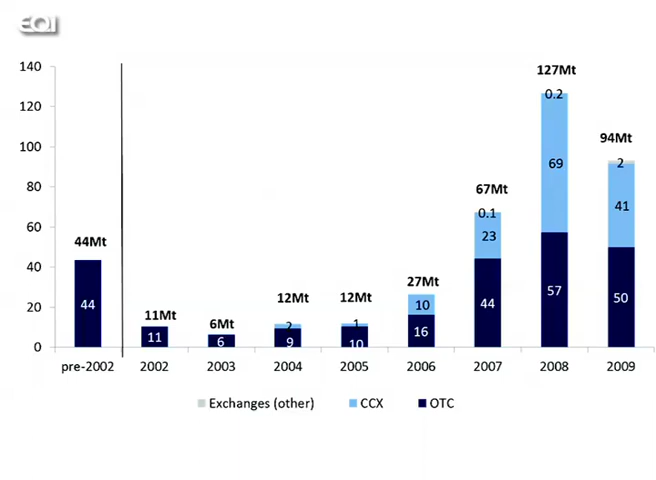 EQI
140
120
100
80
60
40
20
0
44Mt
44
11Mt
11
6Mt
6
12Mt
2
9
12Mt
1
10
27Mt
10
16
67Mt
0.1
23
44
127Mt
0.2
69
57
94Mt
2
41
50
pre-2002 2002 2003 2004 2005 2006 2007 2008 2009
Exchanges (other) CCX OTC